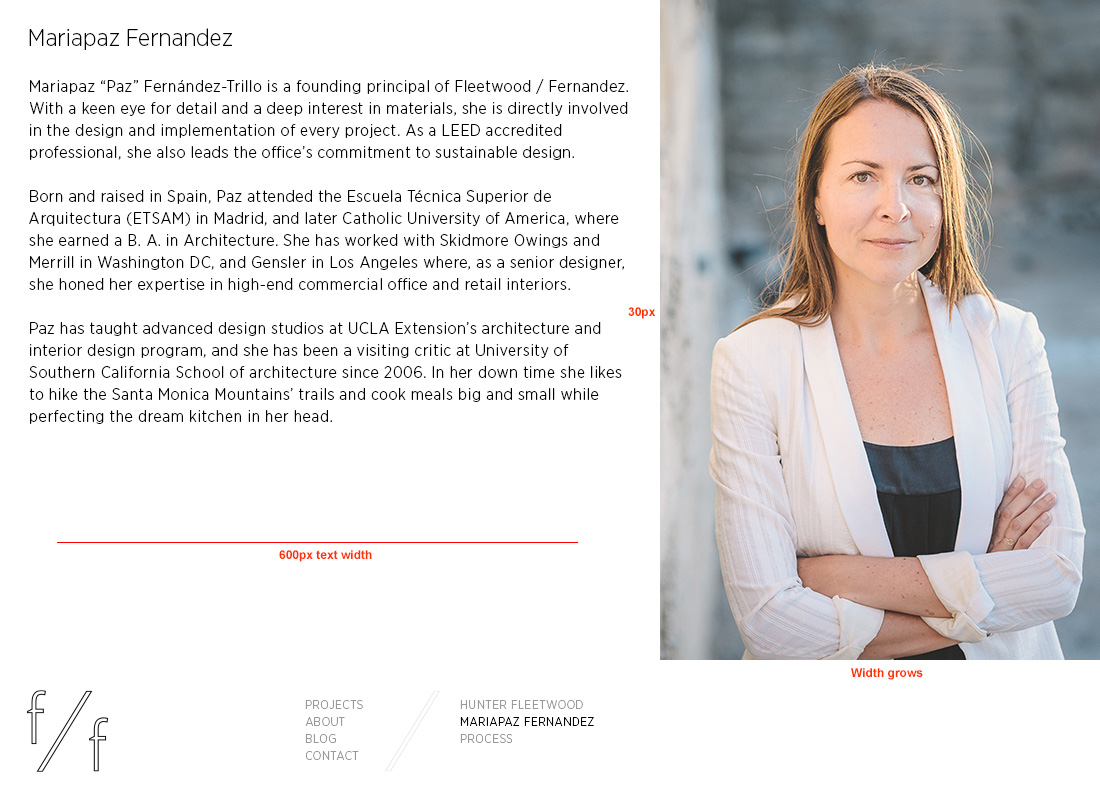 Mariapaz Fernandez
Mariapaz “Paz” Fernández-Trillo is a founding principal of Fleetwood / Fernandez.
With a keen eye for detail and a deep interest in materials, she is directly involved
in the design and implementation of every project. As a LEED accredited
professional, she also leads the office’s commitment to sustainable design.
Born and raised in Spain, Paz attended the Escuela Técnica Superior de
Arquitectura (ETSAM) in Madrid, and later Catholic University of America, where
she earned a B. A. in Architecture. She has worked with Skidmore Owings and
Merrill in Washington DC, and Gensler in Los Angeles where, as a senior designer,
she honed her expertise in high-end commercial office and retail interiors.
Paz has taught advanced design studios at UCLA Extension’s architecture and
interior design program, and she has been a visiting critic at University of
Southern California School of architecture since 2006. In her down time she likes
to hike the Santa Monica Mountains’ trails and cook meals big and small while
perfecting the dream kitchen in her head.
30px
600px text width
Width grows
f/f
PROJECTS
ABOUT
BLOG
CONTACT
HUNTER FLEETWOOD
MARIAPAZ FERNANDEZ
PROCESS